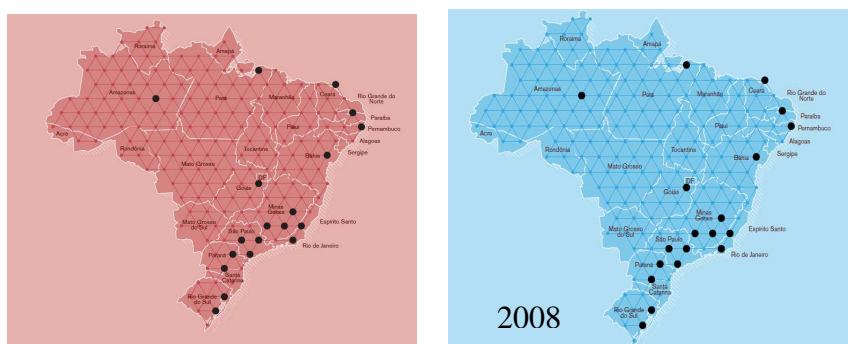 Roraima
Amapá
Amazonas
Pará
Maranhão
Ceará
Rio Grande do
Norte
Paraíba
Pernambuco
Alagoas
Sergipe
Piauí
Acre
Rondônia
Tocantins
Bahia
Mato Grosso
DF
Goiás
Minas
Gerais
Espírito Santo
Mato Grosso
do Sul
São Paulo
Rio de Janeiro
Paraná
Santa
Catarina
Rio Grande
do Sul
Roraima
Amapá
Amazonas
Pará
Maranhão
Ceará
Rio Grande do
Norte
Paraíba
Pernambuco
Alagoas
Sergipe
Piauí
Acre
Rondônia
Tocantins
Bahia
Mato Grosso
DF
Goiás
Minas
Gerais
Espírito Santo
Mato Grosso
do Sul
São Paulo
Rio de Janeiro
Paraná
Santa
Catarina
Rio Grande
do Sul
2008